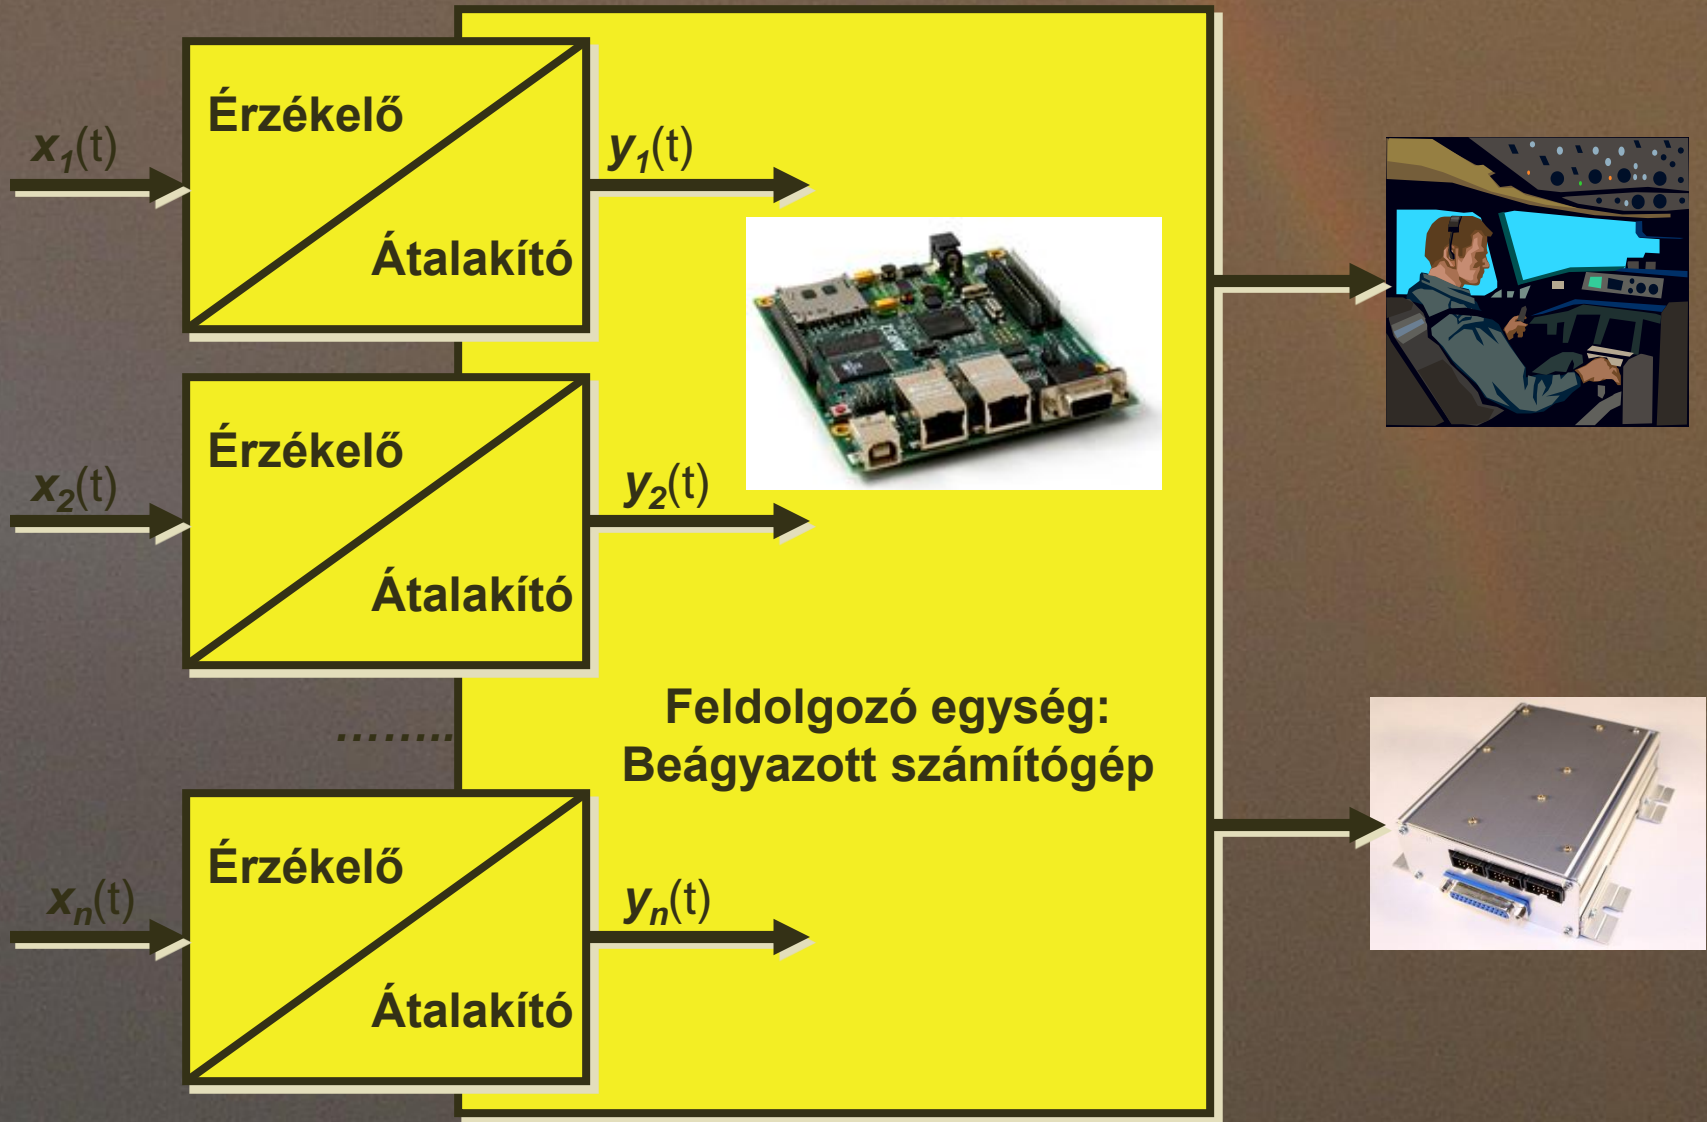 x₁(t)
Érzékelő
Átalakító
y₁(t)
x₂(t)
Érzékelő
Átalakító
y₂(t)
Feldolgozó egység:
Beágyazott számítógép
........
xₙ(t)
Érzékelő
Átalakító
yₙ(t)